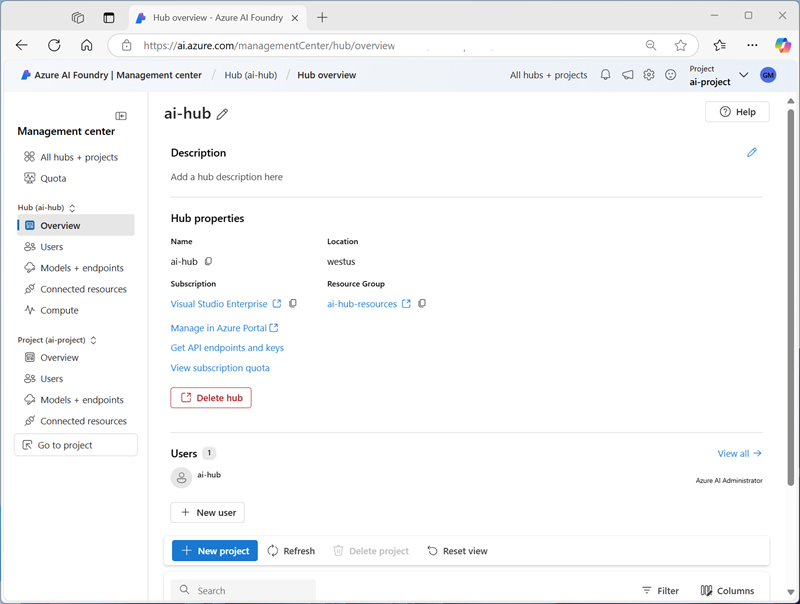 Hub overview - Azure AI Foundry
https://ai.azure.com/managementCenter/hub/overview
Azure AI Foundry | Management center / Hub (ai-hub) / Hub overview
All hubs + projects
Project
ai-project
GM
Management center
All hubs + projects
Quota
Hub (ai-hub)
Overview
Users
Models + endpoints
Connected resources
Compute
Project (ai-project)
Overview
Users
Models + endpoints
Connected resources
Go to project
ai-hub
Help
Description
Add a hub description here
Hub properties
Name
Location
ai-hub
westus
Subscription
Resource Group
Visual Studio Enterprise
ai-hub-resources
Manage in Azure Portal
Get API endpoints and keys
View subscription quota
Delete hub
Users 1
View all
ai-hub
Azure AI Administrator
New user
New project
Refresh
Delete project
Reset view
Search
Filter
Columns